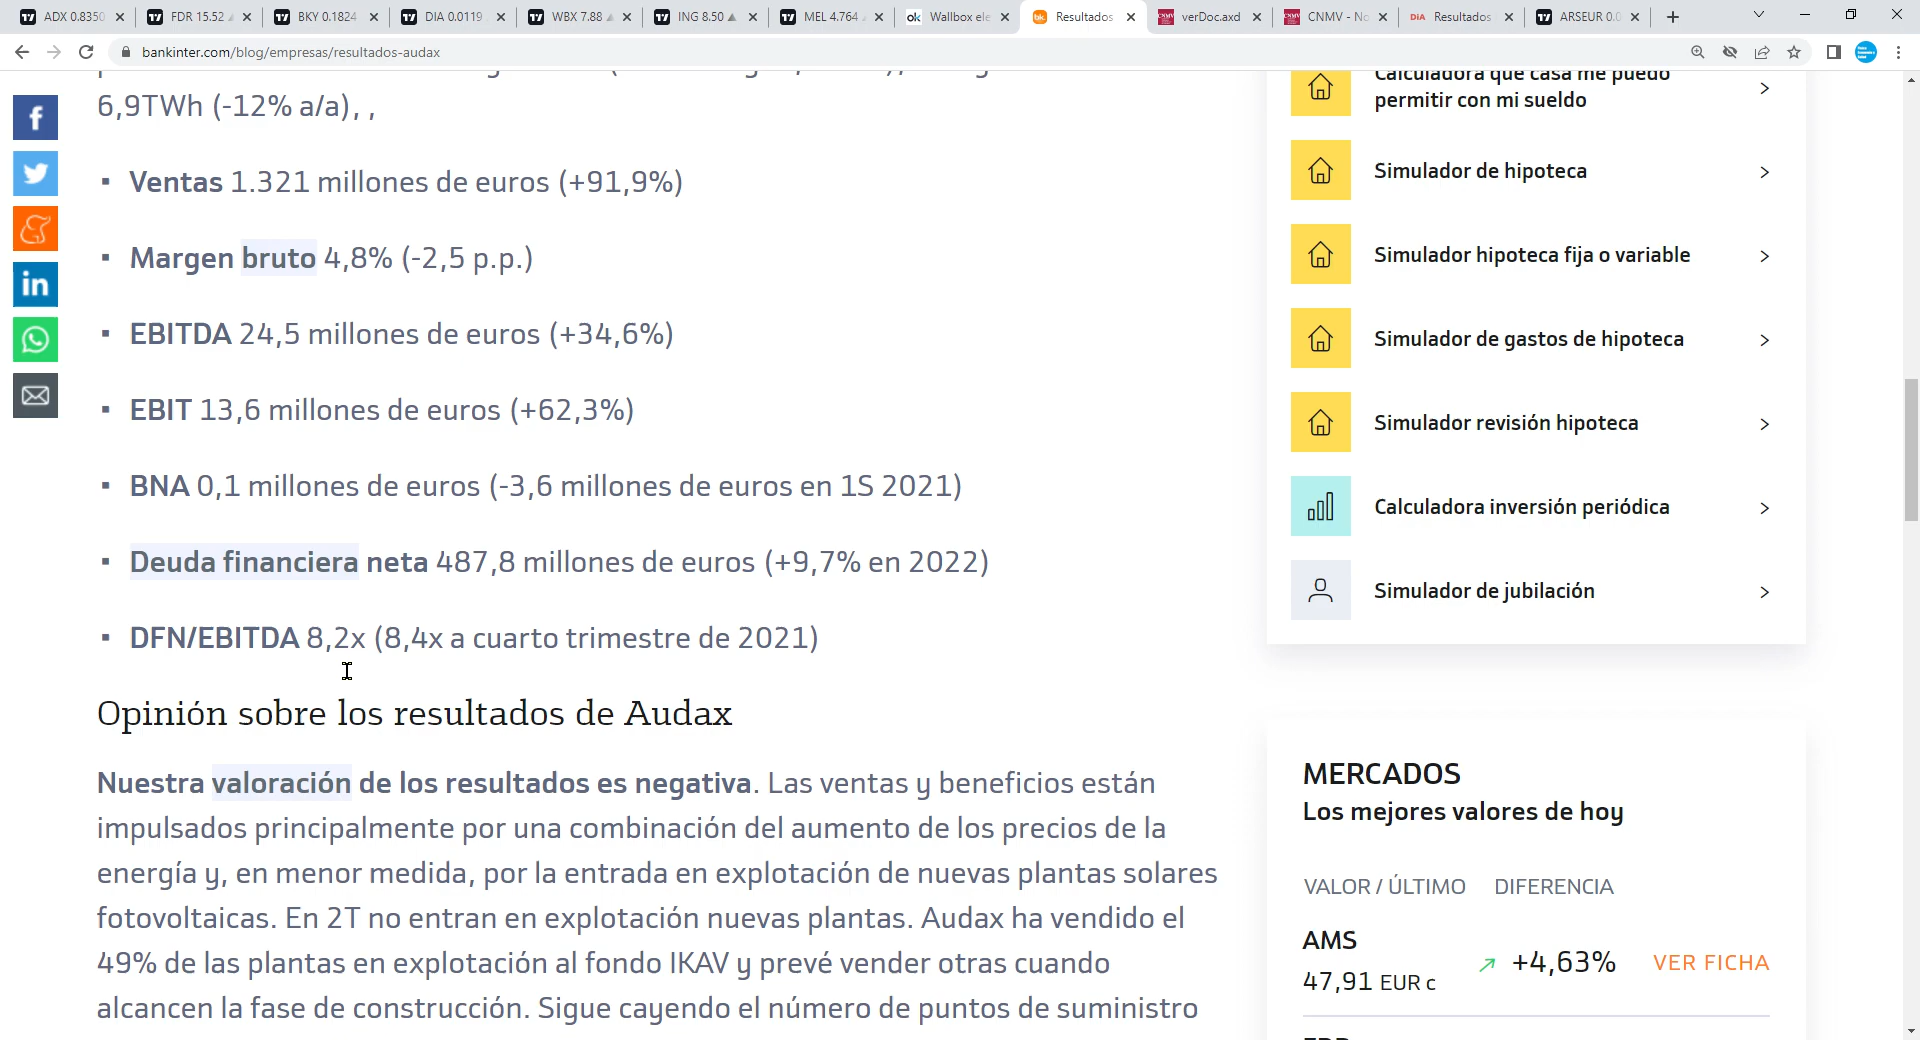 ADX 0.8350
FDR 15.52
BKY 0.1824
DIA 0.0119
WBX 7.88
ING 8.50
MEL 4.764
ok Wallbox ele
bk. Resultados
CNMV verDoc.axd
CNMV CNMV - No
DiA Resultados
ARSEUR 0.0
bankinter.com/blog/empresas/resultados-audax
6,9TWh (-12% a/a), ,
▪ Ventas 1.321 millones de euros (+91,9%)
▪ Margen bruto 4,8% (-2,5 p.p.)
▪ EBITDA 24,5 millones de euros (+34,6%)
▪ EBIT 13,6 millones de euros (+62,3%)
▪ BNA 0,1 millones de euros (-3,6 millones de euros en 1S 2021)
▪ Deuda financiera neta 487,8 millones de euros (+9,7% en 2022)
▪ DFN/EBITDA 8,2x (8,4x a cuarto trimestre de 2021)
Opinión sobre los resultados de Audax
Nuestra valoración de los resultados es negativa. Las ventas y beneficios están
impulsados principalmente por una combinación del aumento de los precios de la
energía y, en menor medida, por la entrada en explotación de nuevas plantas solares
fotovoltaicas. En 2T no entran en explotación nuevas plantas. Audax ha vendido el
49% de las plantas en explotación al fondo IKAV y prevé vender otras cuando
alcancen la fase de construcción. Sigue cayendo el número de puntos de suministro
Calculadora que casa me puedo
permitir con mi sueldo
Simulador de hipoteca
Simulador hipoteca fija o variable
Simulador de gastos de hipoteca
Simulador revisión hipoteca
Calculadora inversión periódica
Simulador de jubilación
MERCADOS
Los mejores valores de hoy
VALOR / ÚLTIMO DIFERENCIA
AMS
47,91 EUR c +4,63% VER FICHA